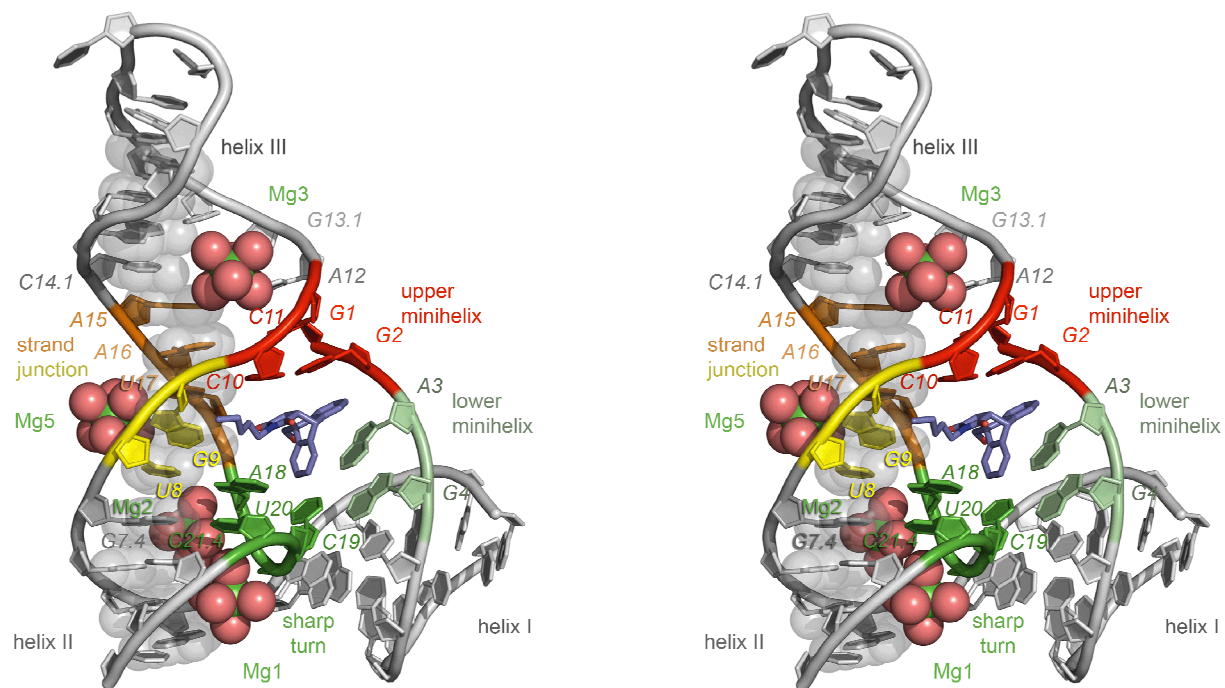 helix III
Mg3
G13.1
C14.1
A12
upper
minihelix
C11
G1
A15
G2
strand
junction
A16
U17
C10
A3
Mg5
lower
minihelix
G9
A18
U8
G4
Mg2
U20
G7.4
C21.4
C19
sharp
turn
helix II
helix I
Mg1
helix III
Mg3
G13.1
C14.1
A12
upper
minihelix
C11
G1
A15
G2
strand
junction
A16
U17
C10
A3
Mg5
lower
minihelix
G9
A18
U8
G4
Mg2
U20
G7.4
C21.4
C19
sharp
turn
helix II
helix I
Mg1